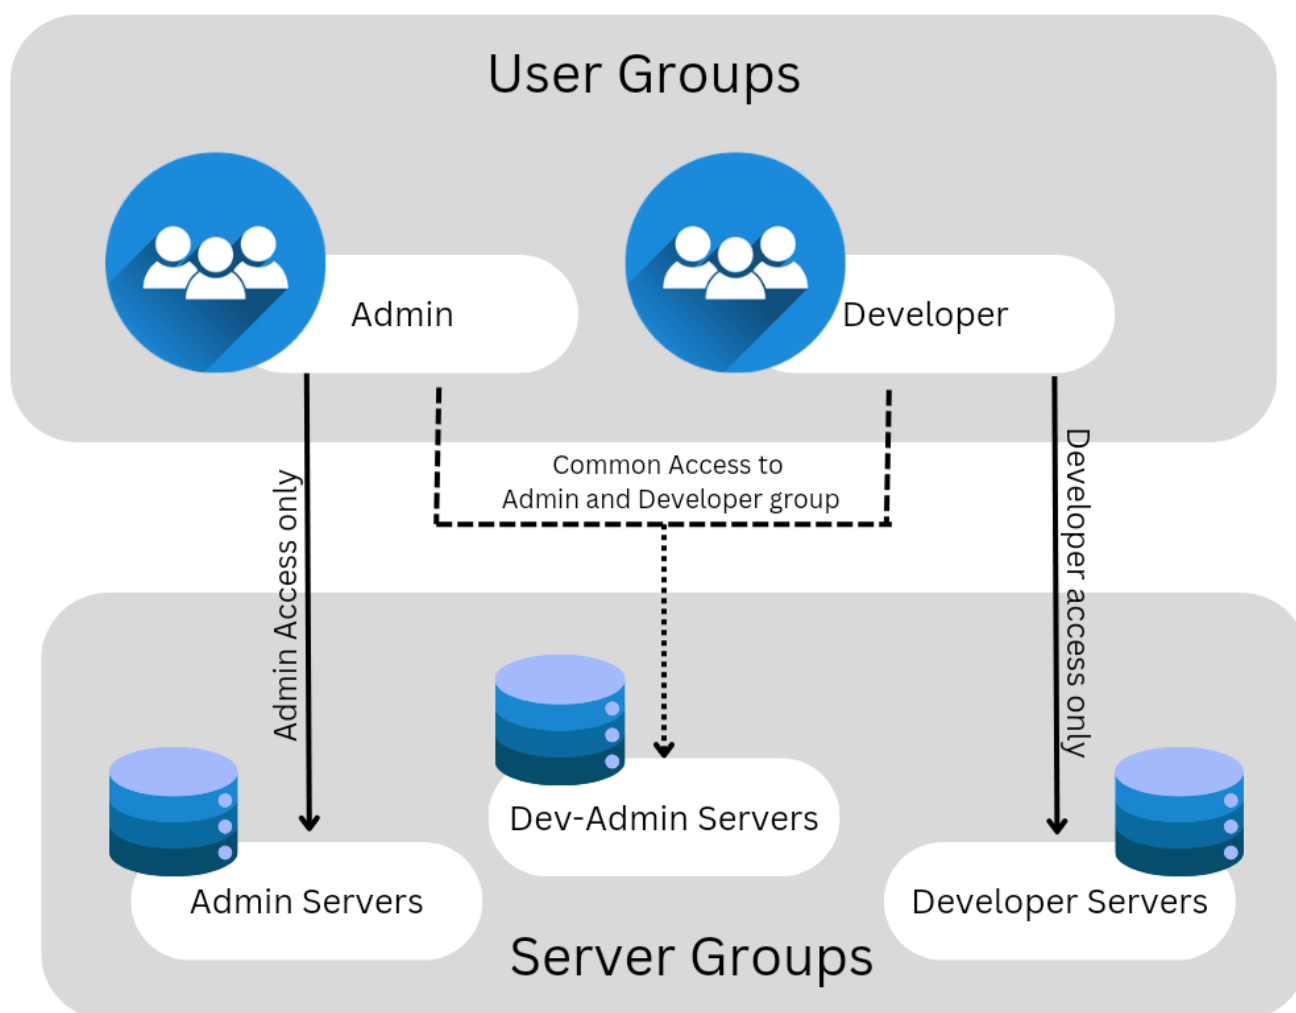 User Groups
Admin
Developer
Common Access to
Admin and Developer group
Admin Access only
Developer access only
Dev-Admin Servers
Admin Servers
Developer Servers
Server Groups